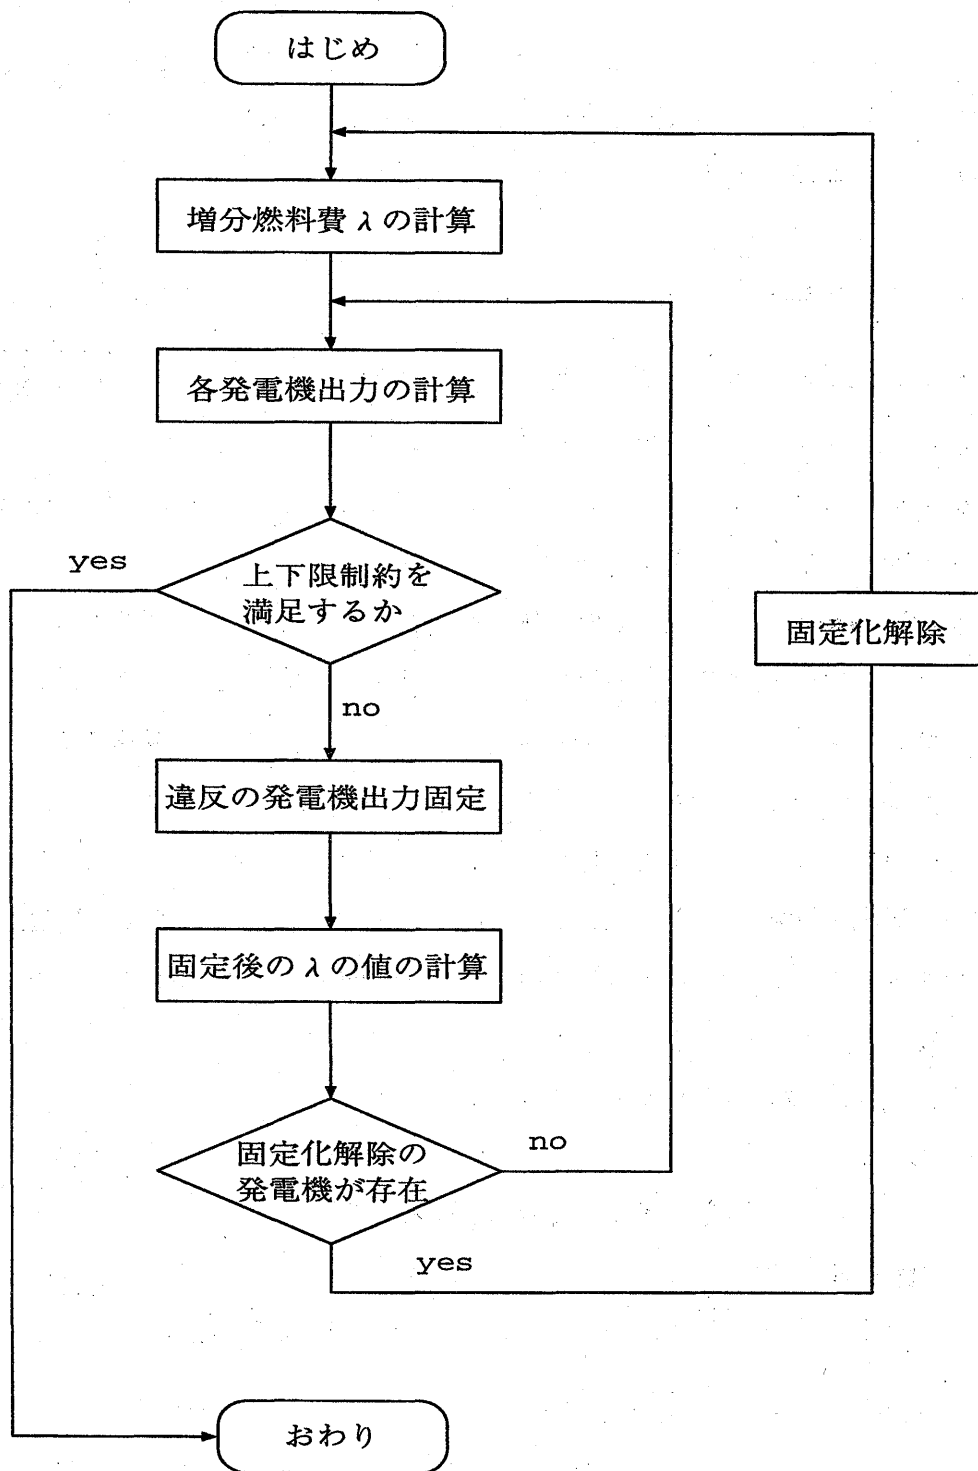 はじめ
増分燃料費 λ の計算
各発電機出力の計算
yes
上下限制約を
満足するか
固定化解除
no
違反の発電機出力固定
固定後の λ の値の計算
固定化解除の
発電機が存在
no
yes
おわり